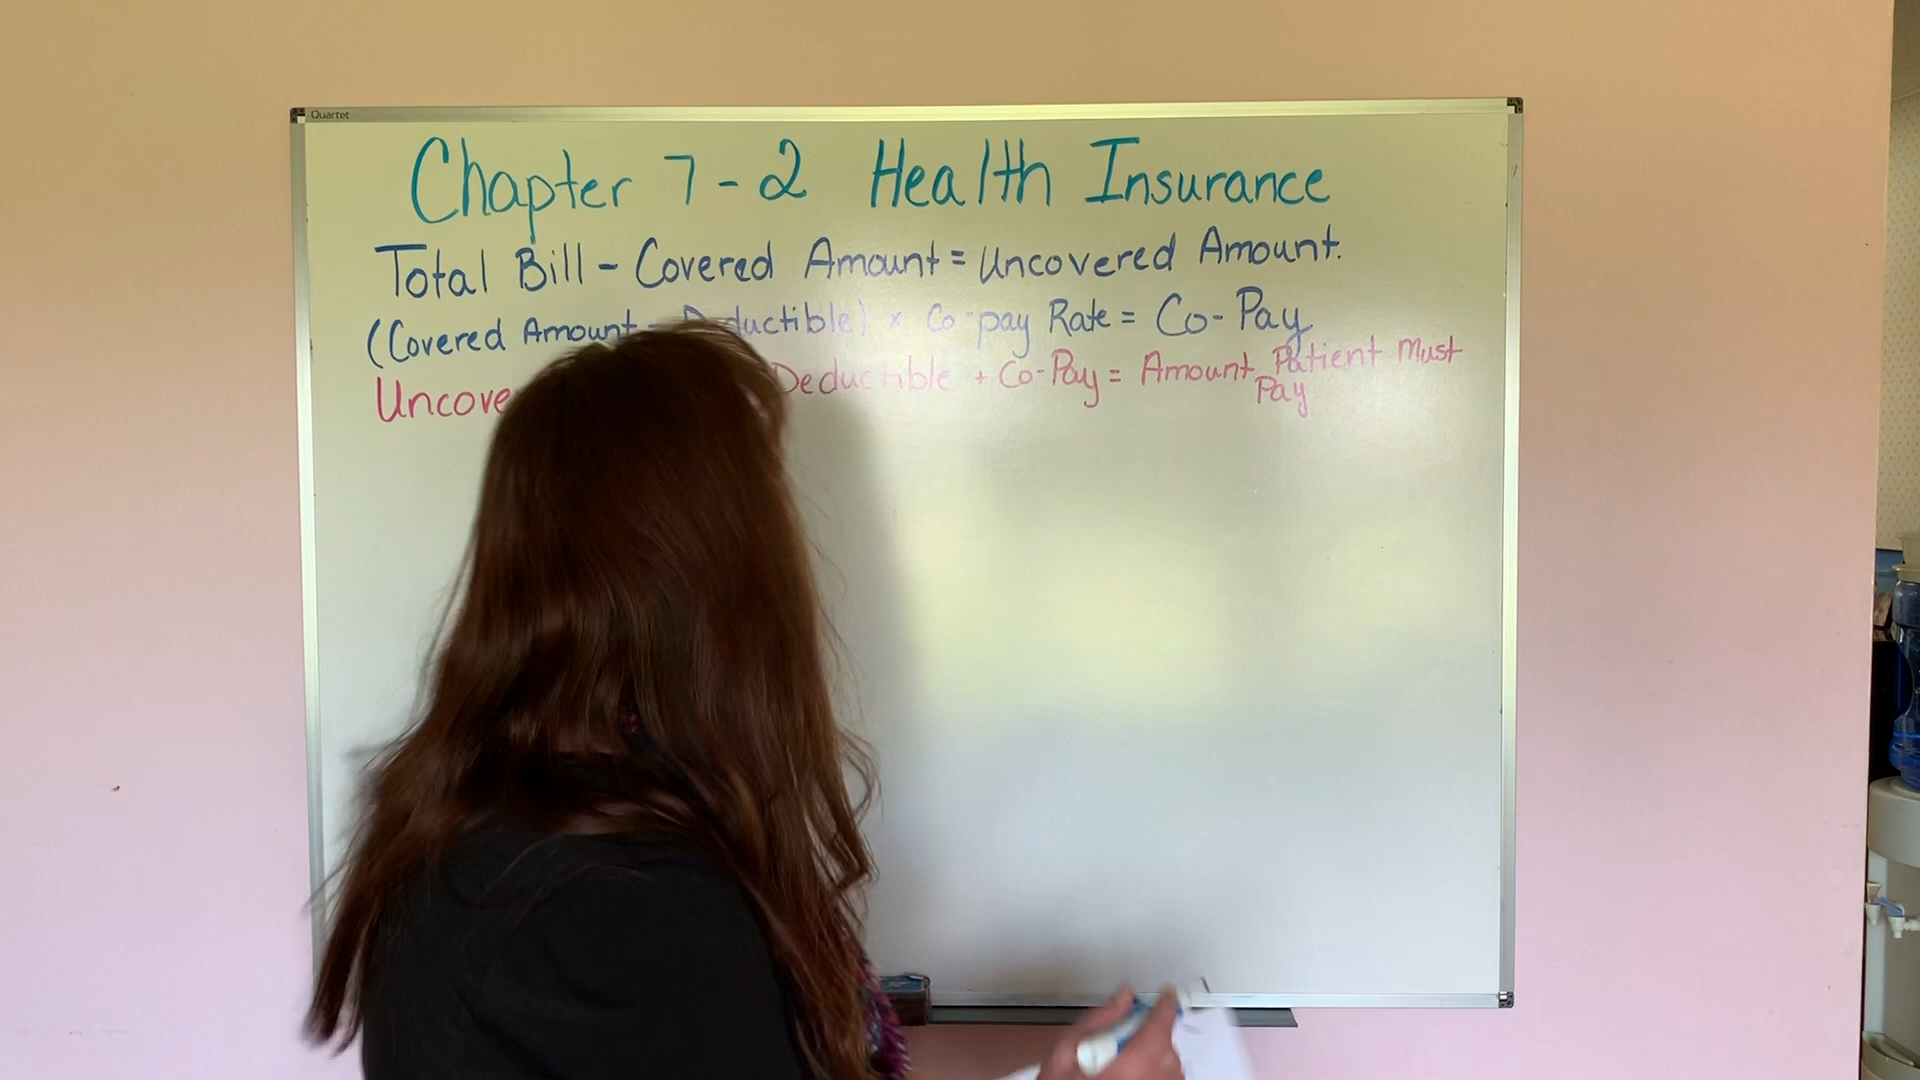 Quartet
Chapter 7-2 Health Insurance
Total Bill - Covered Amount = Uncovered Amount.
(Covered Amount - Deductible) × Co-pay Rate = Co-Pay
Deductible + Co-Pay = Amount Patient Must
Pay